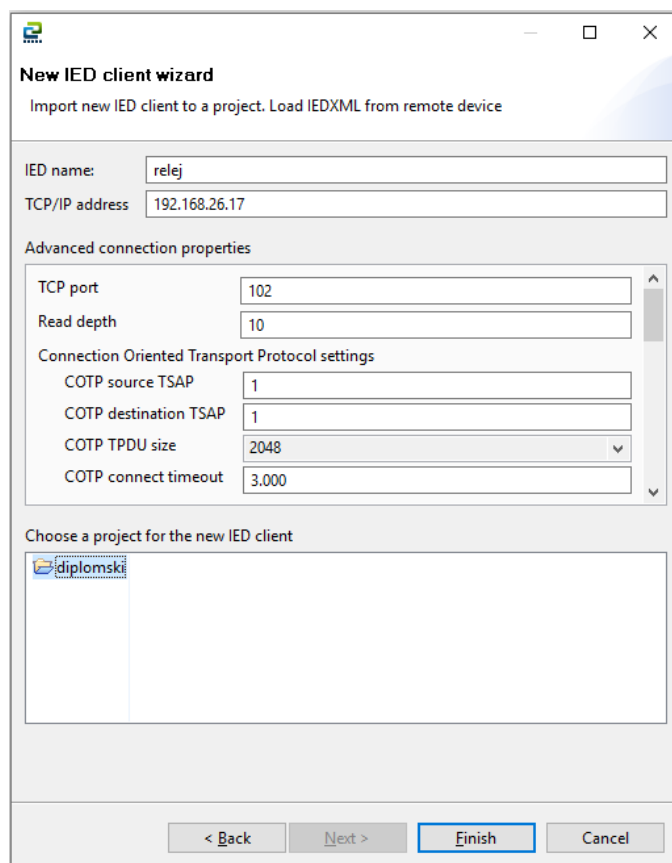 New IED client wizard
Import new IED client to a project. Load IEDXML from remote device
IED name: relej
TCP/IP address 192.168.26.17
Advanced connection properties
TCP port 102
Read depth 10
Connection Oriented Transport Protocol settings
COTP source TSAP 1
COTP destination TSAP 1
COTP TPDU size 2048
COTP connect timeout 3.000
Choose a project for the new IED client
diplomski
< Back Next > Finish Cancel